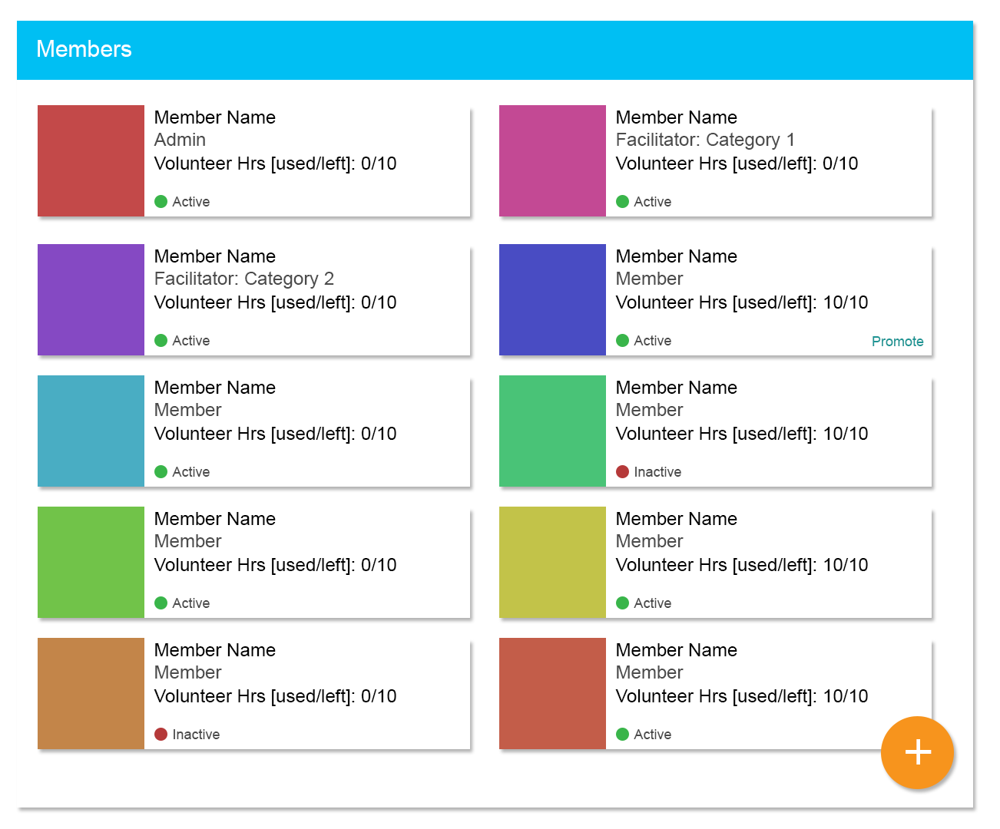 Members
Member Name
Admin
Volunteer Hrs [used/left]: 0/10
Active
Member Name
Facilitator: Category 1
Volunteer Hrs [used/left]: 0/10
Active
Member Name
Facilitator: Category 2
Volunteer Hrs [used/left]: 0/10
Active
Member Name
Member
Volunteer Hrs [used/left]: 10/10
Active
Promote
Member Name
Member
Volunteer Hrs [used/left]: 0/10
Active
Member Name
Member
Volunteer Hrs [used/left]: 10/10
Inactive
Member Name
Member
Volunteer Hrs [used/left]: 0/10
Active
Member Name
Member
Volunteer Hrs [used/left]: 10/10
Active
Member Name
Member
Volunteer Hrs [used/left]: 0/10
Inactive
Member Name
Member
Volunteer Hrs [used/left]: 10/10
Active
+